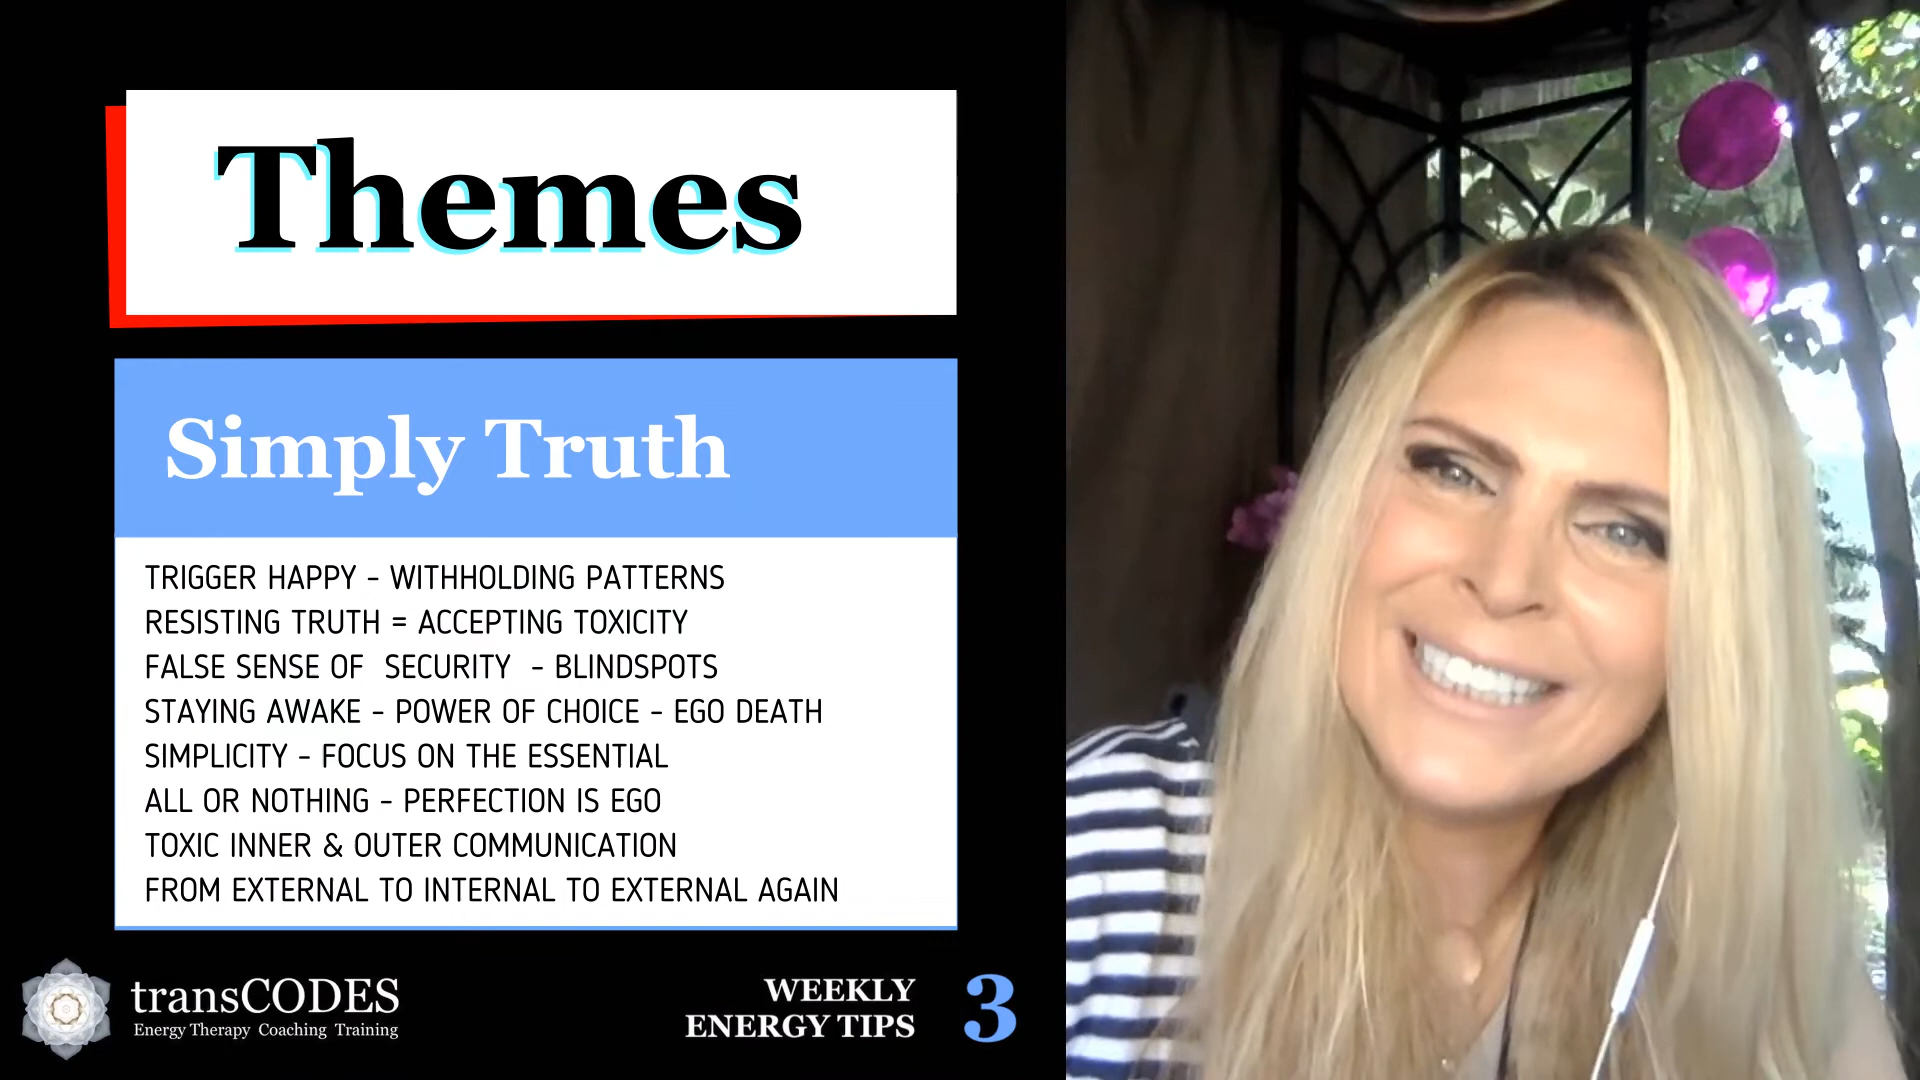 Themes
Simply Truth
TRIGGER HAPPY - WITHHOLDING PATTERNS
RESISTING TRUTH = ACCEPTING TOXICITY
FALSE SENSE OF  SECURITY  - BLINDSPOTS
STAYING AWAKE - POWER OF CHOICE - EGO DEATH
SIMPLICITY - FOCUS ON THE ESSENTIAL
ALL OR NOTHING - PERFECTION IS EGO
TOXIC INNER & OUTER COMMUNICATION
FROM EXTERNAL TO INTERNAL TO EXTERNAL AGAIN
transCODES
Energy Therapy  Coaching  Training
WEEKLY
ENERGY TIPS
3